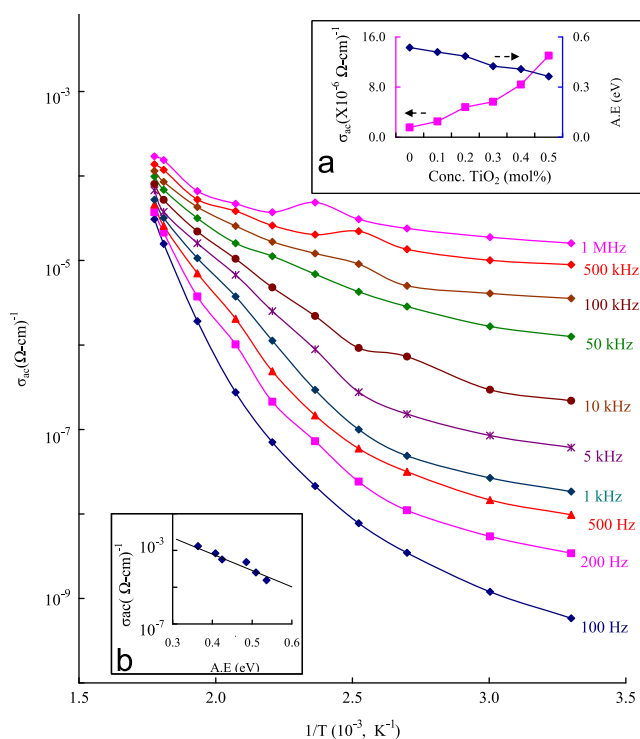 16.0
8.0
0.0
σac(X10-6 Ω-cm)-1
0.6
0.3
0.0
A.E (eV)
0 0.1 0.2 0.3 0.4 0.5
Conc. TiO2 (mol%)
a
10-3
10-5
10-7
10-9
σac(Ω-cm)-1
1 MHz
500 kHz
100 kHz
50 kHz
10 kHz
5 kHz
1 kHz
500 Hz
200 Hz
100 Hz
10-3
10-5
10-7
σac( Ω-cm)-1
0.3 0.4 0.5 0.6
A.E (eV)
b
1.5 2.0 2.5 3.0 3.5
1/T (10-3, K-1)